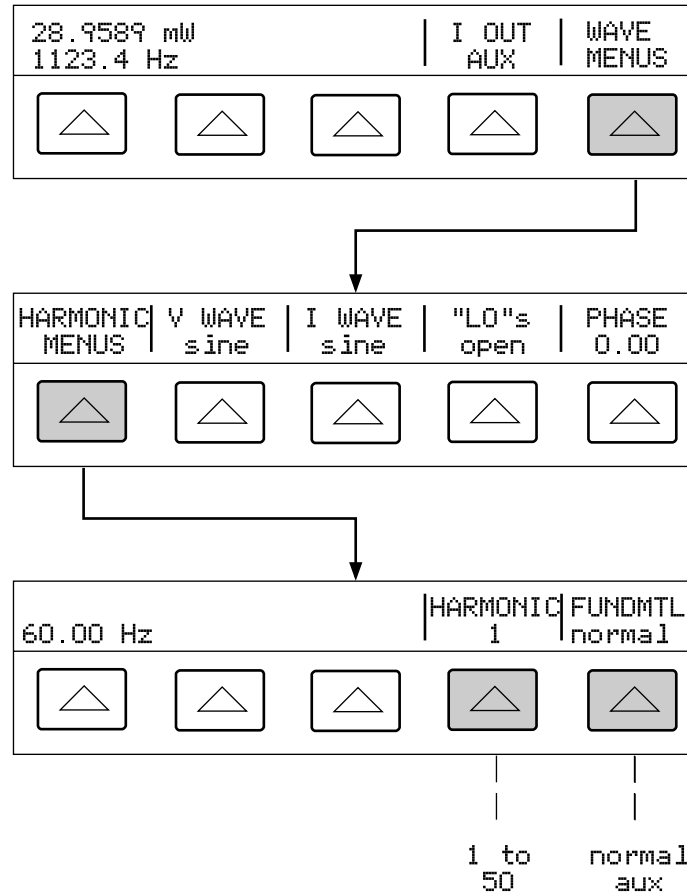 28.9589 mW
1123.4 Hz
I OUT
AUX
WAVE
MENUS
HARMONIC
MENUS
V WAVE
sine
I WAVE
sine
"LO"s
open
PHASE
0.00
60.00 Hz
HARMONIC
1
FUNDMTL
normal
1 to
50
normal
aux